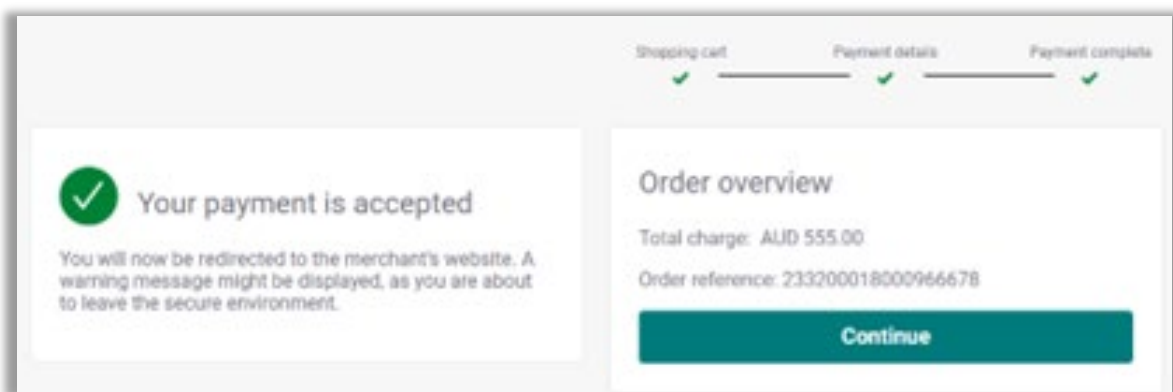 Shopping cart
Payment details
Payment complete
Your payment is accepted
You will now be redirected to the merchant's website. A
warning message might be displayed, as you are about
to leave the secure environment.
Order overview
Total charge: AUD 555.00
Order reference: 233200018000966678
Continue